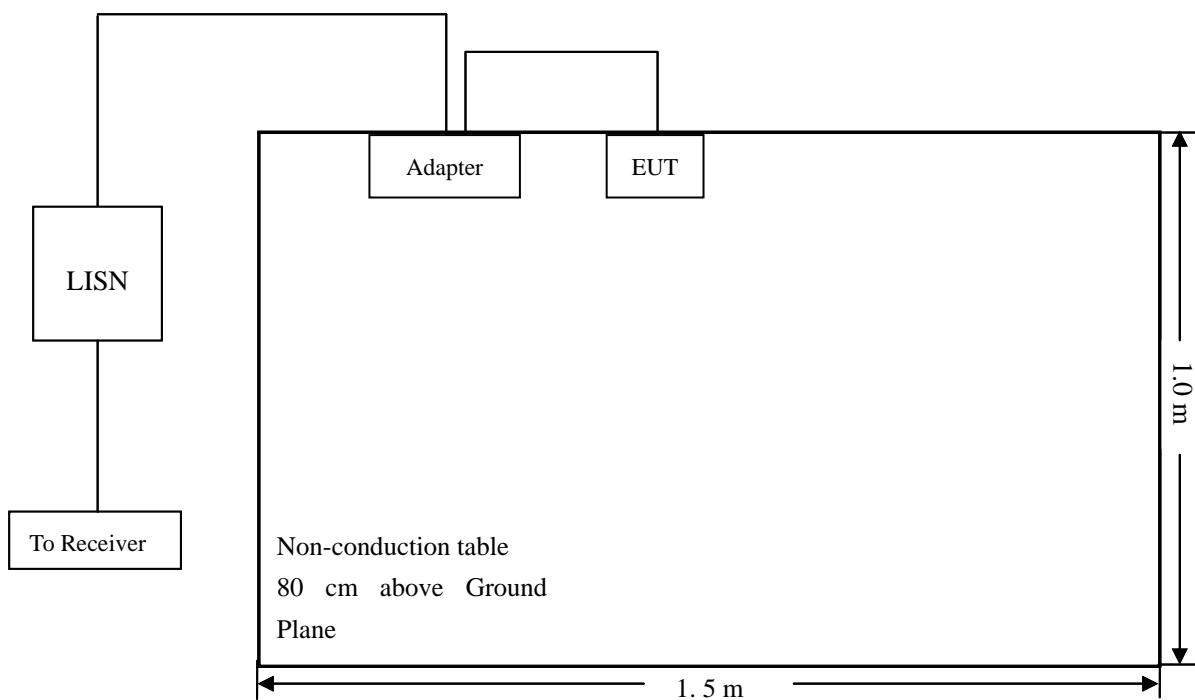 Adapter
EUT
LISN
To Receiver
Non-conduction table
80 cm above Ground
Plane
1.0 m
1. 5 m